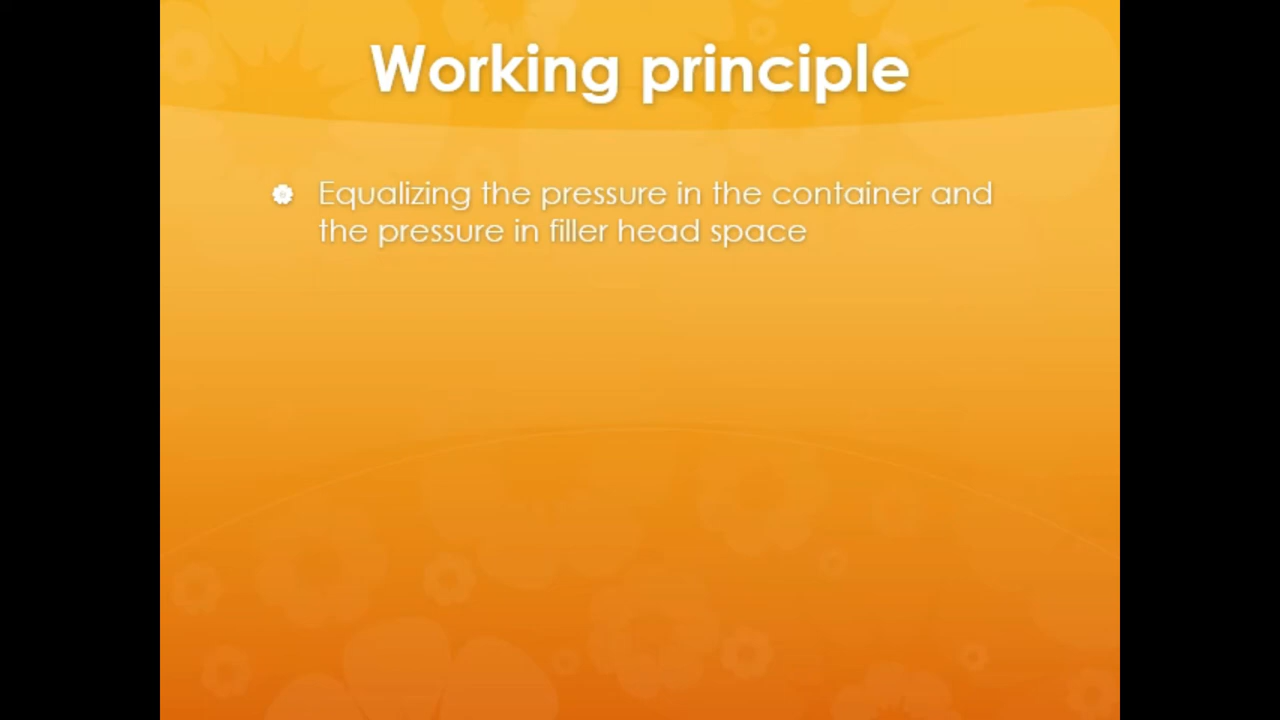 Working principle
Equalizing the pressure in the container and
the pressure in filler head space